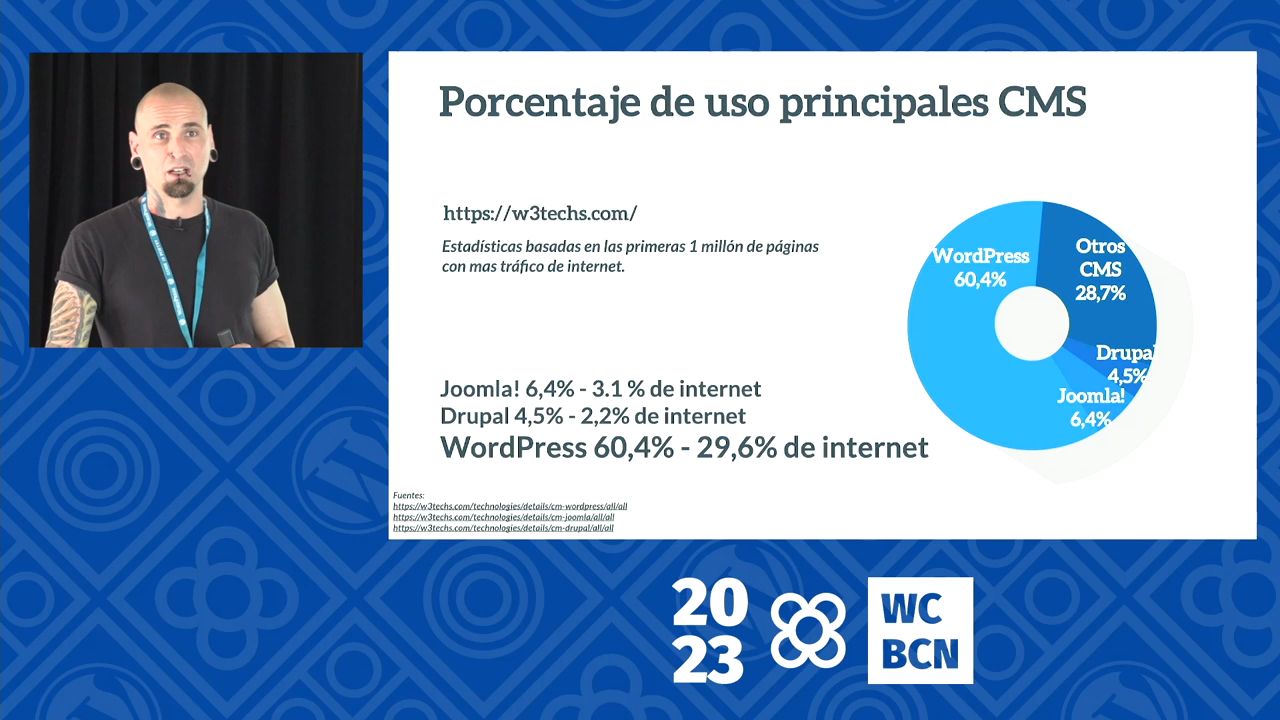 Porcentaje de uso principales CMS
https://w3techs.com/
Estadísticas basadas en las primeras 1 millón de páginas
con mas tráfico de internet.
WordPress
60,4%
Otros
CMS
28,7%
Drupal
4,5%
Joomla!
6,4%
Joomla! 6,4% - 3.1 % de internet
Drupal 4,5% - 2,2% de internet
WordPress 60,4% - 29,6% de internet
Fuentes:
https://w3techs.com/technologies/details/cm-wordpress/all/all
https://w3techs.com/technologies/details/cm-joomla/all/all
https://w3techs.com/technologies/details/cm-drupal/all/all
20
23
WC
BCN